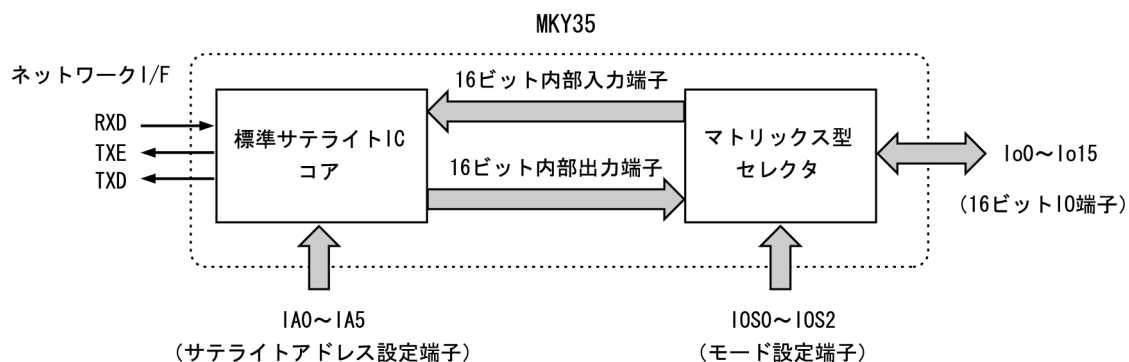 MKY35
ネットワークI/F
RXD
TXE
TXD
標準サテライトIC
コア
16ビット内部入力端子
16ビット内部出力端子
マトリックス型
セレクタ
Io0～Io15
(16ビットIO端子)
IA0～IA5
(サテライトアドレス設定端子)
IOS0～IOS2
(モード設定端子)